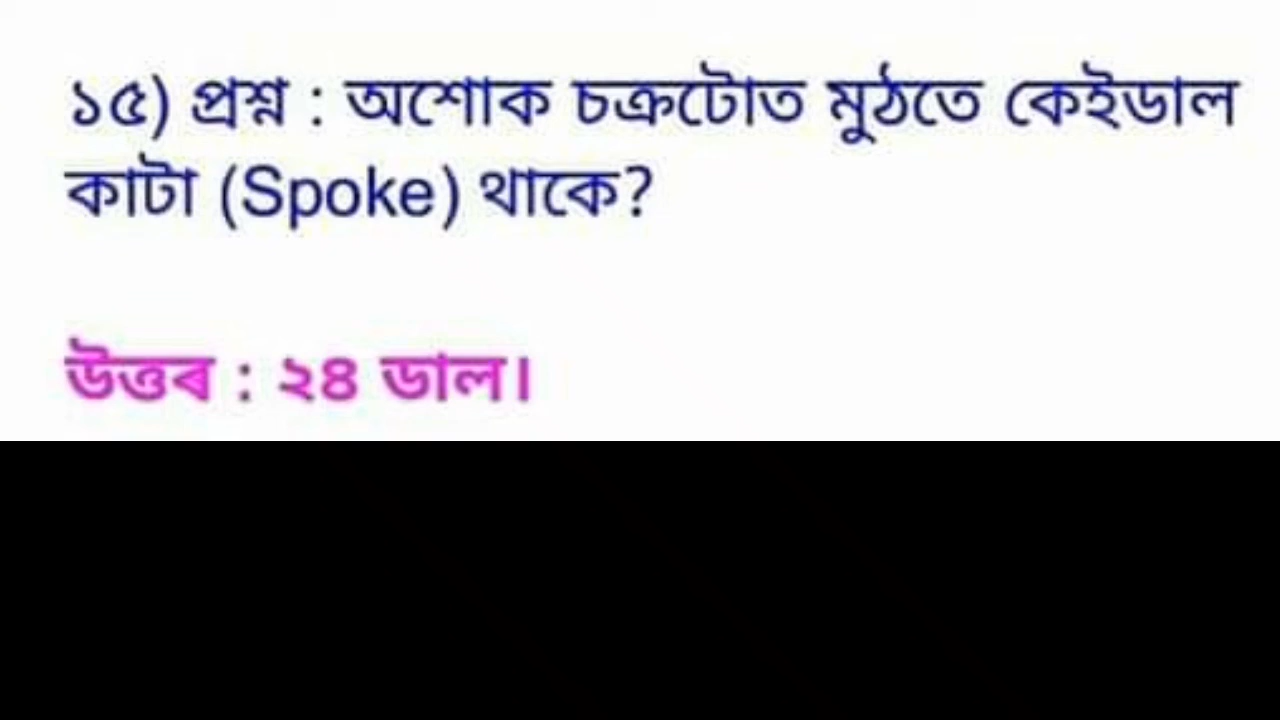 ১৫) প্ৰশ্ন : অশোক চক্ৰটোত মুঠতে কেইডাল
কাটা (Spoke) থাকে?
উত্তৰ : ২৪ ডাল।